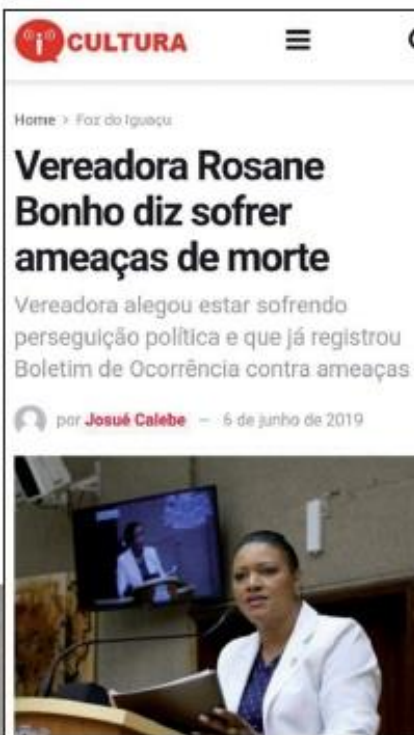 CULTURA
Home > Foz do Iguaçu
Vereadora Rosane
Bonho diz sofrer
ameaças de morte
Vereadora alegou estar sofrendo
perseguição política e que já registrou
Boletim de Ocorrência contra ameaças
por Josué Calebe — 6 de junho de 2019